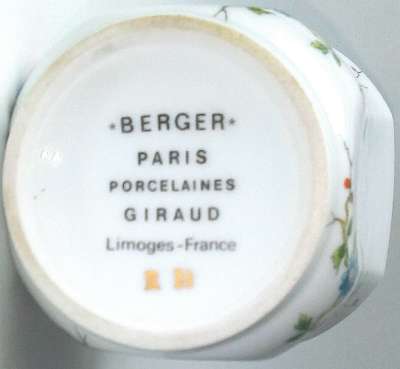 *BERGER*
PARIS
PORCELAINES
GIRAUD
Limoges-France